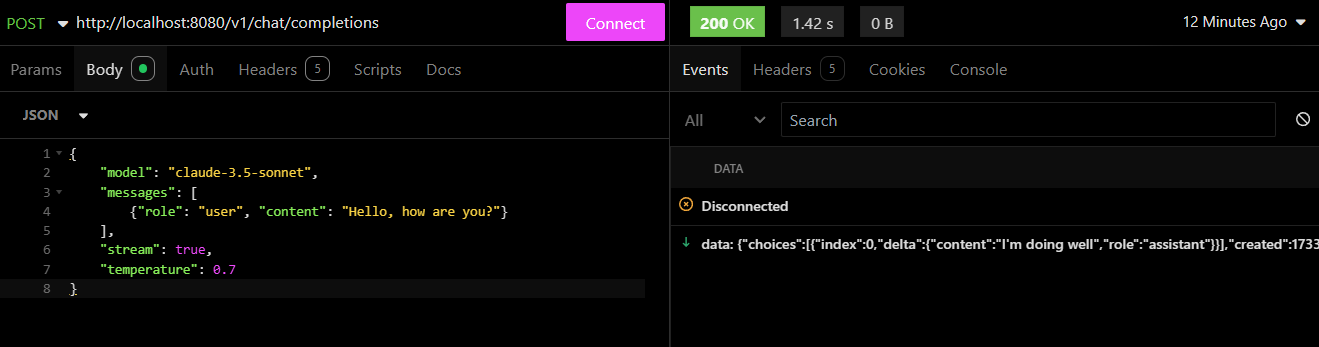 POST http://localhost:8080/v1/chat/completions Connect
Params Body Auth Headers 5 Scripts Docs
JSON
1 {
2 "model": "claude-3.5-sonnet",
3 "messages": [
4 {"role": "user", "content": "Hello, how are you?"}
5 ],
6 "stream": true,
7 "temperature": 0.7
8 }
200 OK 1.42 s 0 B 12 Minutes Ago
Events Headers 5 Cookies Console
All Search
DATA
Disconnected
data: {"choices":[{"index":0,"delta":{"content":"I'm doing well","role":"assistant"}}],"created":1733